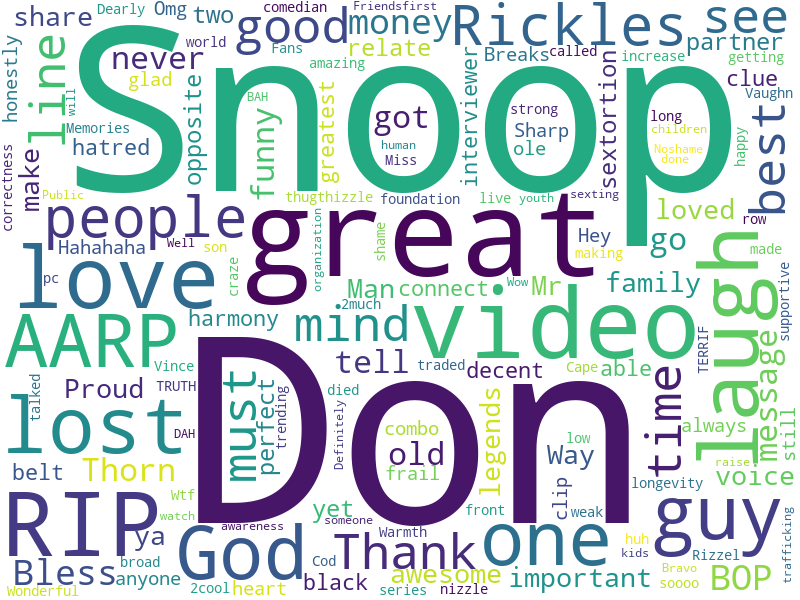 share
Dearly
Omg
two
comedian
good
money
Friendsfirst
Rickles
see
Snoop
never
world
Fans
relate
Breaks
partner
called
increase
getting
honestly
line
glad
amazing
clue
Vaughn
will
Memories
hatred
opposite
BAH
funny
greatest
got
interviewer
strong
Sharp
ole
sextortion
long
children
Noshame
done
happy
best
correctness
make
human
Miss
Public
people
thugthizzle
foundation
live
youth
sexting
loved
row
great
Well
son
Hahahaha
organization
shame
Hey
making
go
made
supportive
love
pc
craze
Man
connect
Wow
Mr
family
laugh
2much
AARP
harmony
mind
video
TERRIF
Vince
tell
traded
decent
Cape
able
message
talked
Proud
TRUTH
must
perfect
trending
died
Don
lost
DAH
Definitely
combo
old
frail
legends
low
Way
time
always
still
belt
Thorn
raise
voice
Wtf
yet
front
clip
weak
longevity
RIP
watch
ya
awareness
someone
Warmth
one
huh
guy
Rizzel
trafficking
God
Thank
kids
Bless
broad
anyone
Cod
awesome
important
Bravo
soooo
BOP
Wonderful
2cool
heart
black
series
nizzle